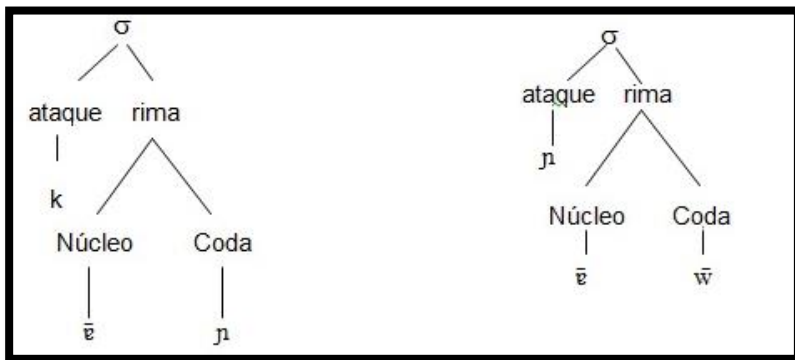 σ
ataque rima
k
Núcleo Coda
ɐ̃ ɲ
σ
ataque rima
ɲ
Núcleo Coda
ɐ̃ w̃